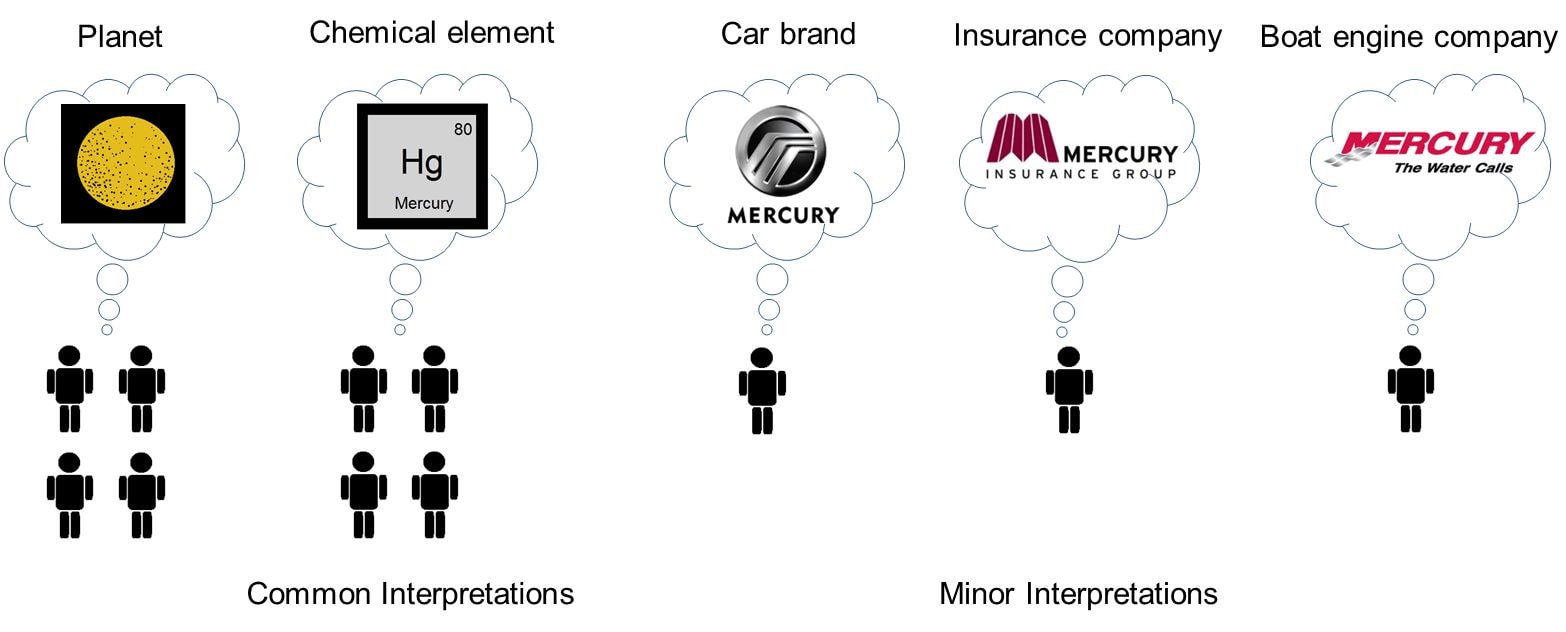 Planet
Chemical element
Car brand
Insurance company
Boat engine company
80
Hg
Mercury
MERCURY
MERCURY
INSURANCE GROUP
MERCURY
The Water Calls
Common Interpretations
Minor Interpretations